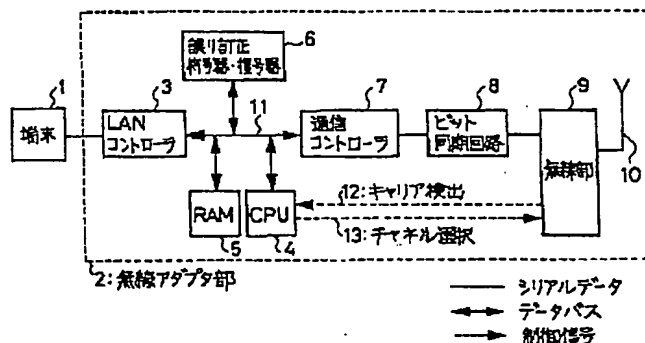 6
誤り訂正
符号器・復号器
1
端末
3
LAN
コントローラ
11
7
通信
コントローラ
8
ビット
同期回路
9
無線部
10
12:キャリア検出
13:チャネル選択
RAM
5
CPU
4
2:無線アダプタ部
シリアルデータ
データバス
制御信号